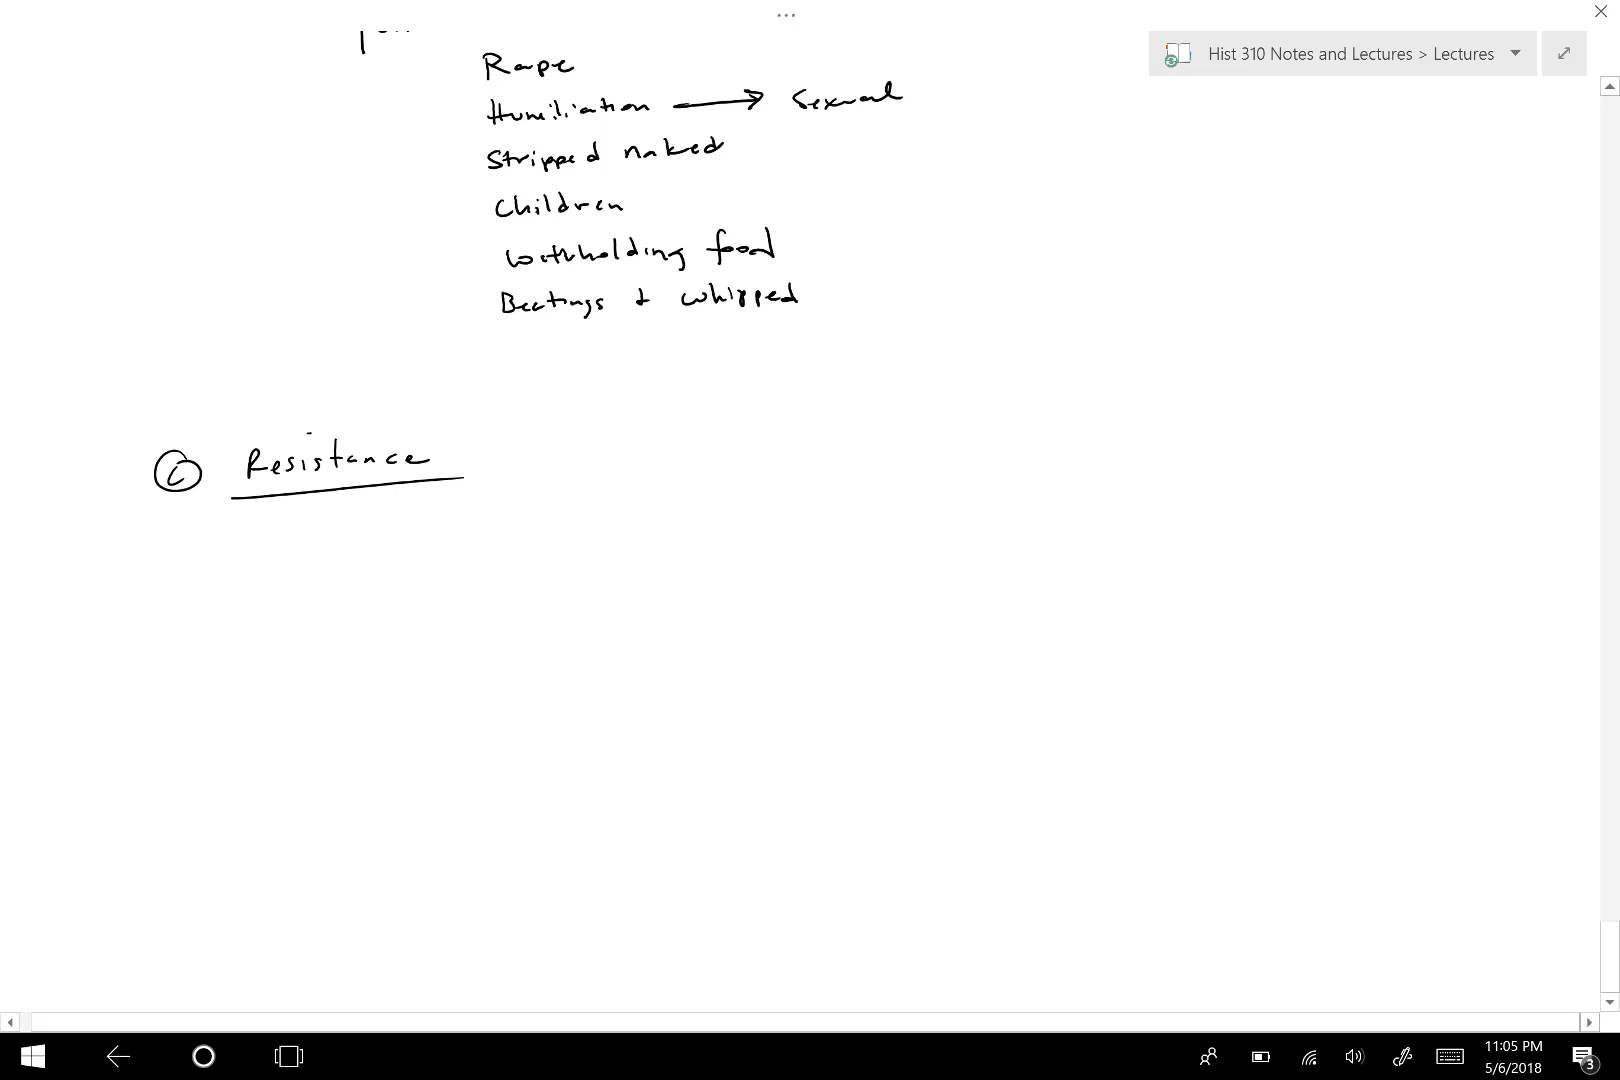 ...
Hist 310 Notes and Lectures > Lectures
Rape
Humiliation → Sexual
Stripped naked
Children
Withholding food
Beatings + whipped
C Resistance
11:05 PM
5/6/2018
3